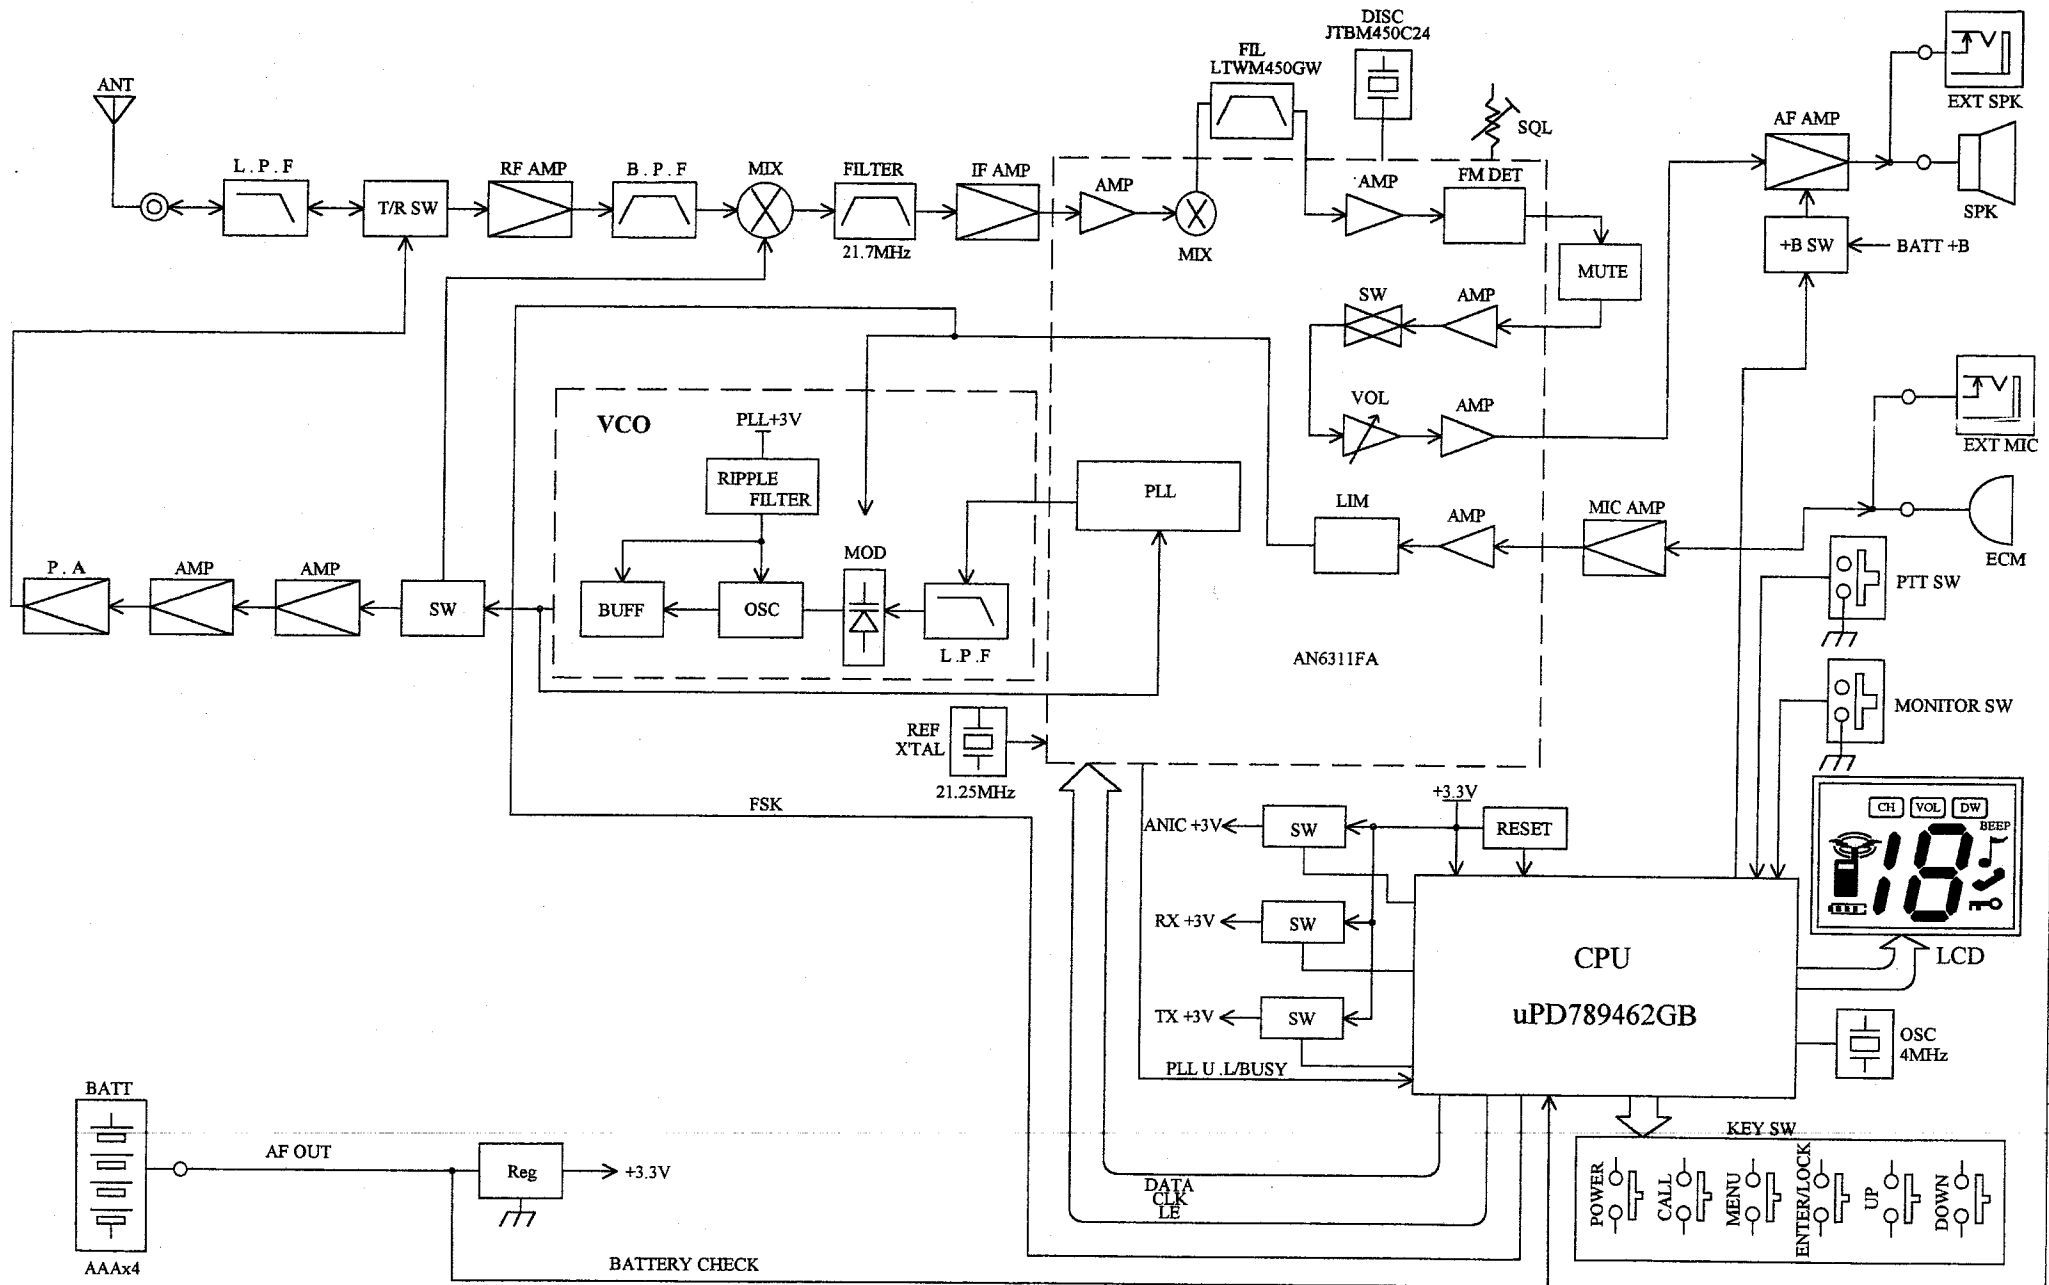 DISC
JTBM450C24
FIL
LTWM450GW
ANT
EXT SPK
SQL
AF AMP
L . P . F
T/R SW
RF AMP
B . P . F
MIX
FILTER
21.7MHz
IF AMP
AMP
MIX
AMP
FM DET
SPK
+B SW
BATT +B
MUTE
SW
AMP
VCO
PLL+3V
RIPPLE
FILTER
VOL
AMP
EXT MIC
PLL
LIM
AMP
MIC AMP
ECM
PTT SW
P . A
AMP
AMP
SW
BUFF
OSC
MOD
L .P .F
AN6311FA
MONITOR SW
REF
X'TAL
21.25MHz
FSK
+3.3V
ANIC +3V
SW
RESET
CH
VOL
DW
BEEP
18
RX +3V
SW
CPU
uPD789462GB
LCD
TX +3V
SW
OSC
4MHz
PLL U .L/BUSY
BATT
AF OUT
Reg
+3.3V
AAAx4
BATTERY CHECK
DATA
CLK
LE
KEY SW
POWER
CALL
MENU
ENTER/LOCK
UP
DOWN